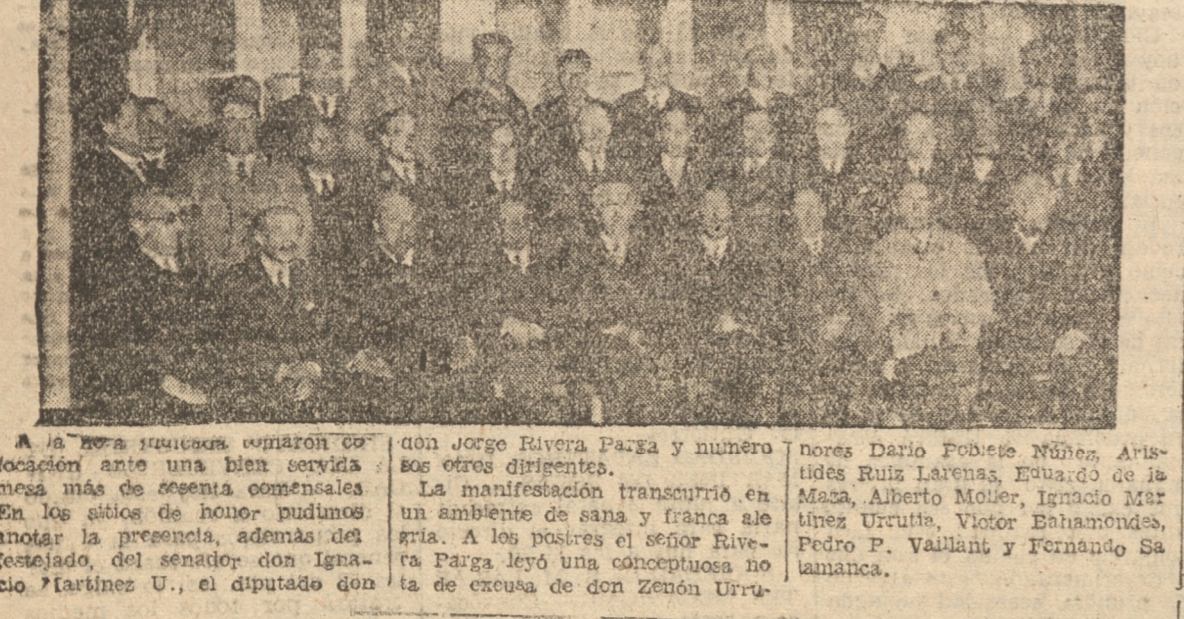 A la hora indicada tomaron co-
locación ante una bien servida
mesa más de sesenta comensales
En los sitios de honor pudimos
anotar la presencia, además del
festejado, del senador don Igna-
cio Martínez U., el diputado don
don Jorge Rivera Parga y numero
sos otros dirigentes.
La manifestación transcurrió en
un ambiente de sana y franca ale
gría. A los postres el señor Rive-
ra Parga leyó una conceptuosa no
ta de excusa de don Zenón Urru-
ñores Darío Poblete Núñez, Arís-
tides Ruiz Larenas, Eduardo de la
Maza, Alberto Moller, Ignacio Mar
tínez Urrutia, Víctor Bahamondes,
Pedro P. Vaillant y Fernando Sa
lamanca.